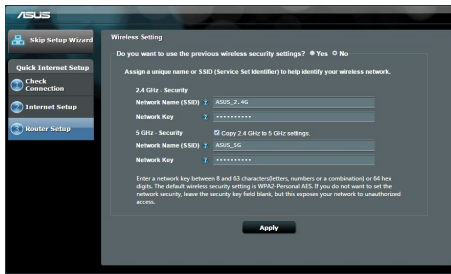 ASUS
Skip Setup Wizard
Quick Internet Setup
1 Check Connection
2 Internet Setup
3 Router Setup
Wireless Setting
Do you want to use the previous wireless security settings? Yes No
Assign a unique name or SSID (Service Set Identifier) to help identify your wireless network.
2.4 GHz - Security
Network Name (SSID) ASUS_2.4G
Network Key ••••••••••
5 GHz - Security Copy 2.4 GHz to 5 GHz settings.
Network Name (SSID) ASUS_5G
Network Key ••••••••••
Enter a network key between 8 and 63 characters(letters, numbers or a combination) or 64 hex
digits. The default wireless security setting is WPA2-Personal AES. If you do not want to set the
network security, leave the security key field blank, but this exposes your network to unauthorized
access.
Apply